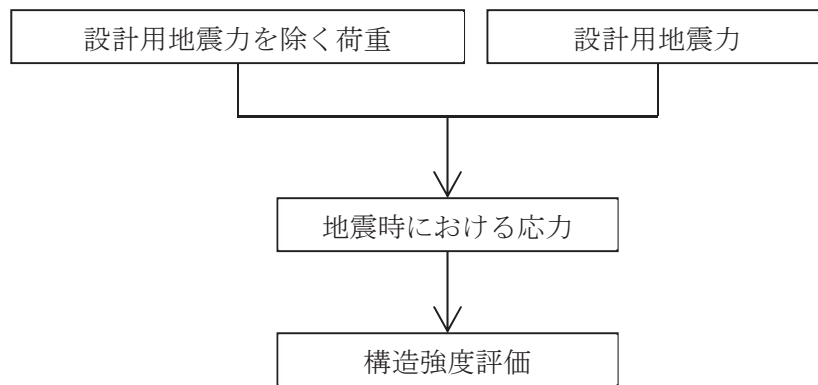 設計用地震力を除く荷重
設計用地震力
地震時における応力
構造強度評価